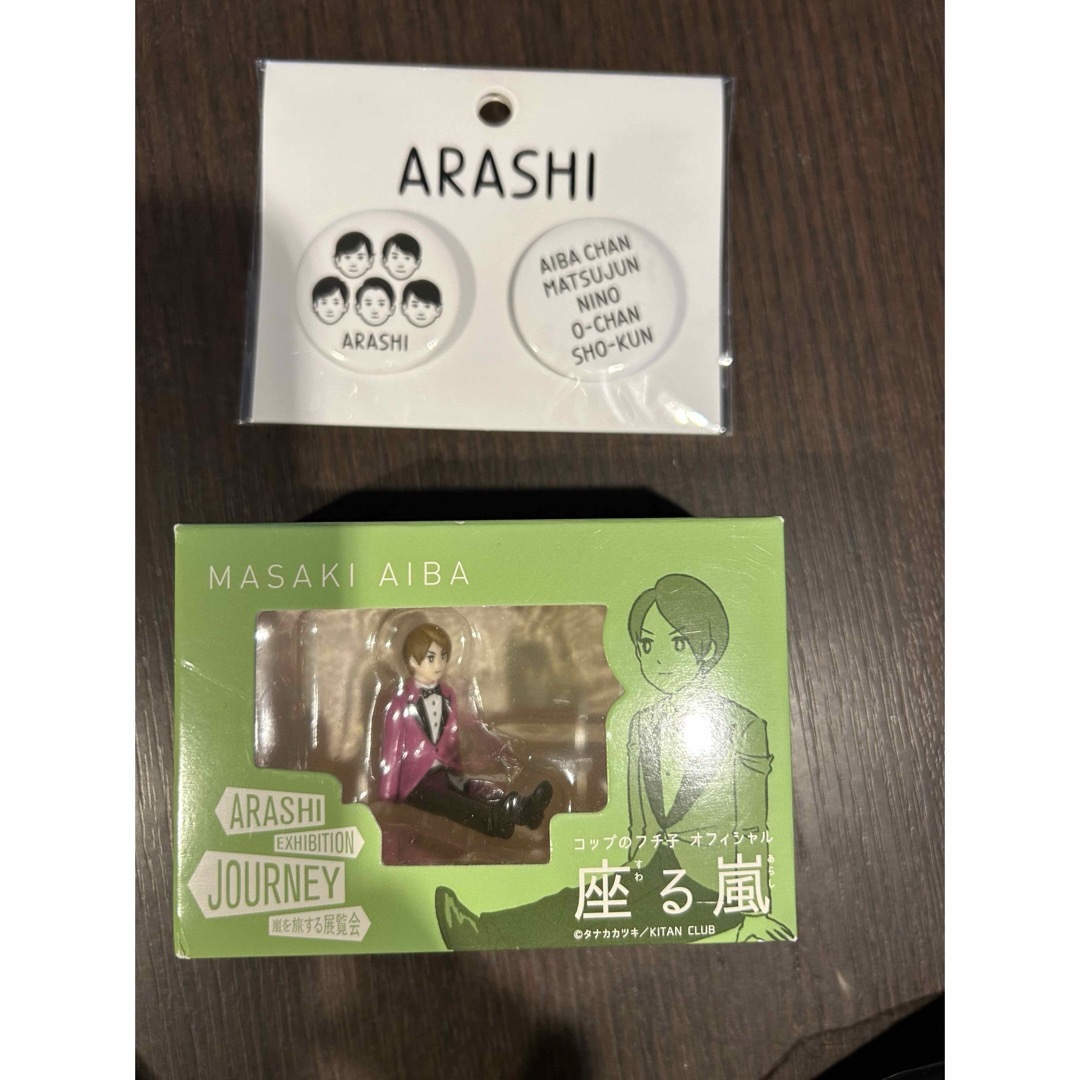 ARASHI
ARASHI
AIBA CHAN
MATSUJUN
NINO
O-CHAN
SHO-KUN
MASAKI AIBA
ARASHI
EXHIBITION
JOURNEY
嵐を旅する展覧会
コップのフチ子 オフィシャル
すわ あらし
座る嵐
©タナカカツキ/KITAN CLUB